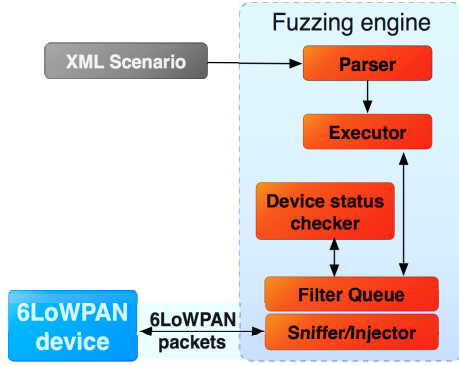 Fuzzing engine
XML Scenario
Parser
Executor
Device status
checker
Filter Queue
Sniffer/Injector
6LoWPAN
packets
6LoWPAN
device